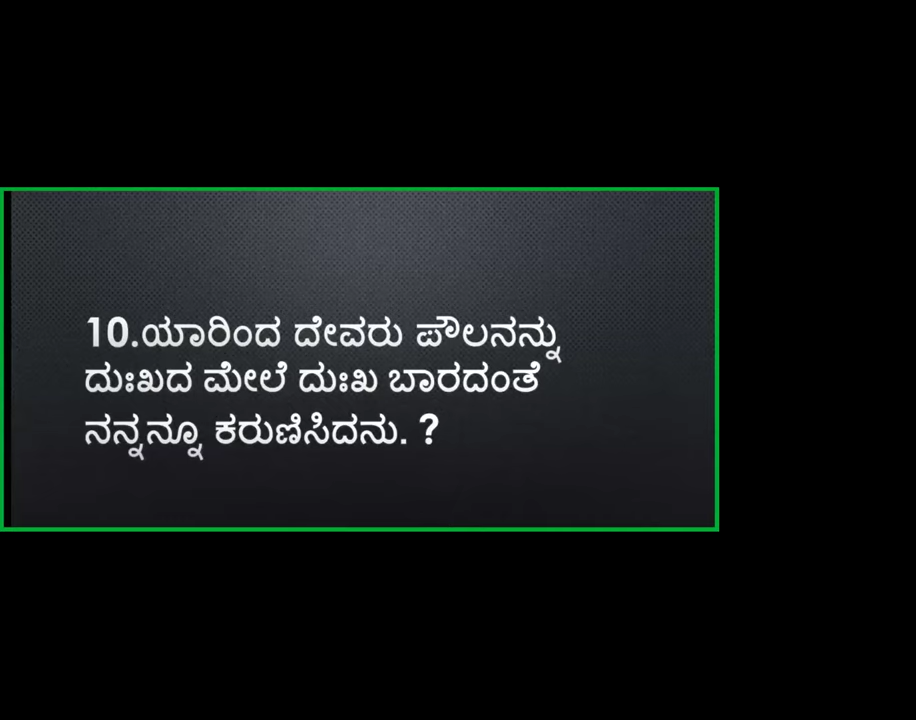 10.ಯಾರಿಂದ ದೇವರು ಪೌಲನನ್ನು
ದುಃಖದ ಮೇಲೆ ದುಃಖ ಬಾರದಂತೆ
ನನ್ನನ್ನೂ ಕರುಣಿಸಿದನು. ?